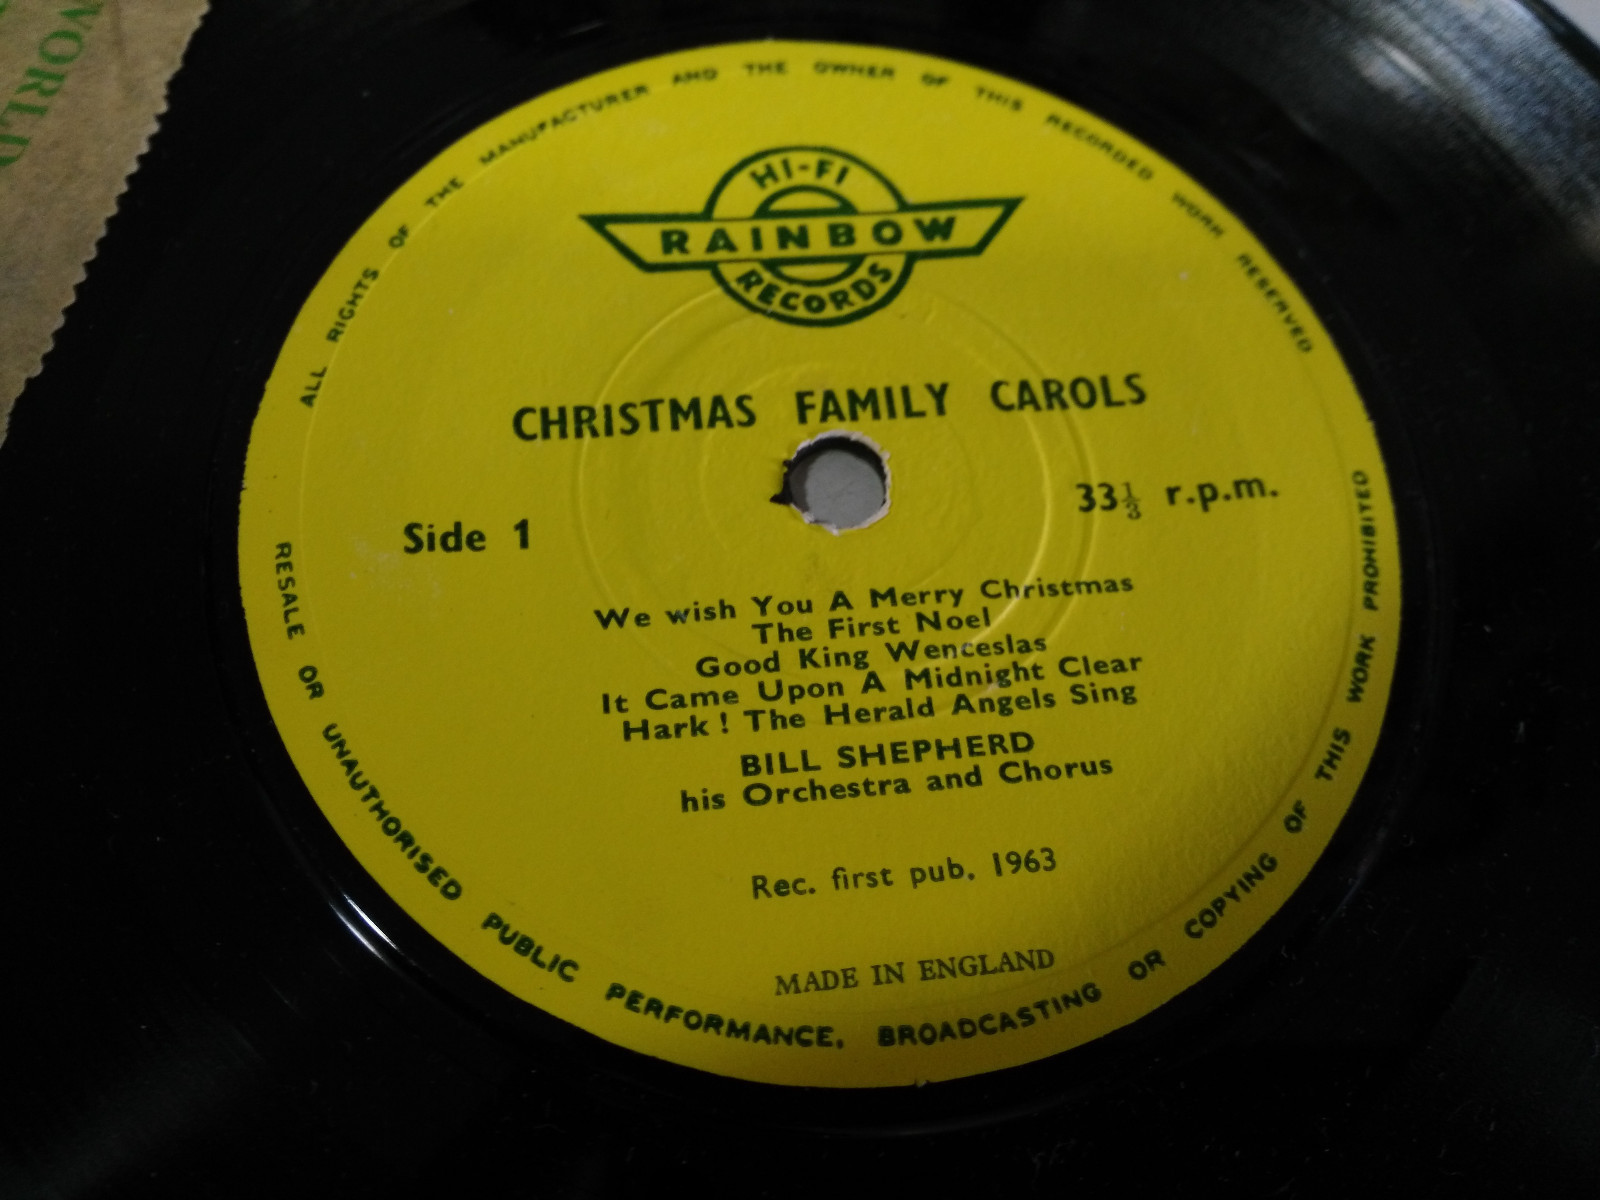 WORLD
ALL RIGHTS OF THE MANUFACTURER AND THE OWNER OF THIS RECORDED WORK RESERVED
HI-FI
RAINBOW
RECORDS
CHRISTMAS FAMILY CAROLS
Side 1
33⅓ r.p.m.
We wish You A Merry Christmas
The First Noel
Good King Wenceslas
It Came Upon A Midnight Clear
Hark! The Herald Angels Sing
BILL SHEPHERD
his Orchestra and Chorus
Rec. first pub. 1963
MADE IN ENGLAND
RESALE OR UNAUTHORISED PUBLIC PERFORMANCE, BROADCASTING OR COPYING OF THIS WORK PROHIBITED